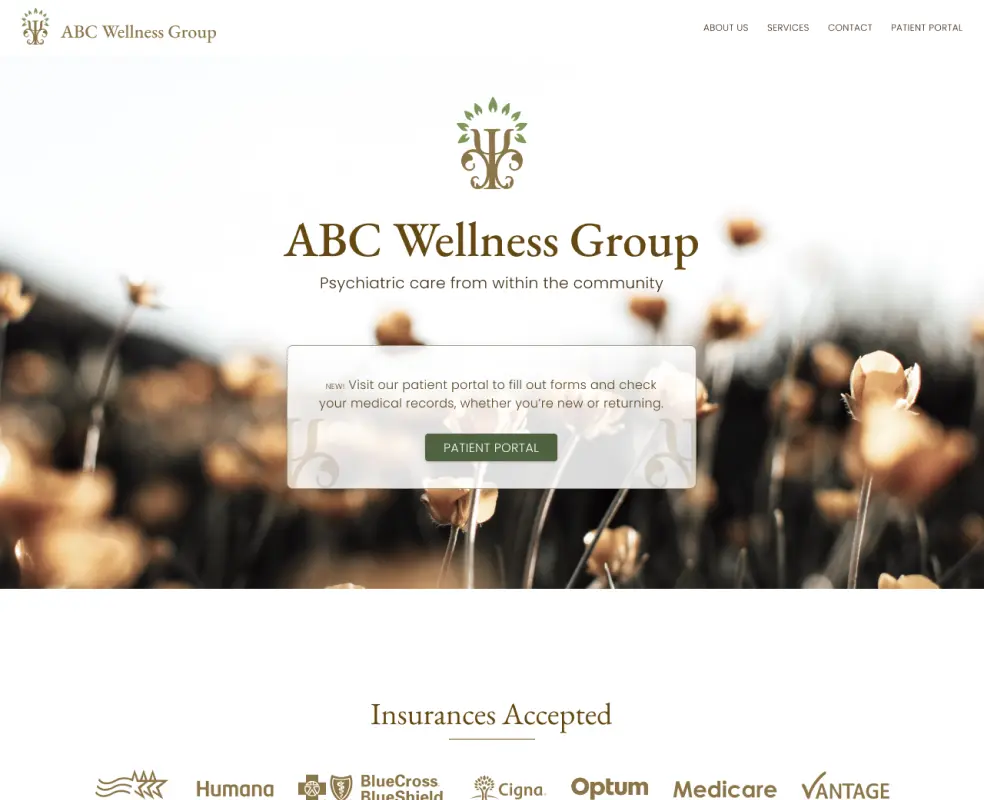 ABC Wellness Group
ABOUT US
SERVICES
CONTACT
PATIENT PORTAL
ABC Wellness Group
Psychiatric care from within the community
NEW! Visit our patient portal to fill out forms and check
your medical records, whether you’re new or returning.
PATIENT PORTAL
Insurances Accepted
Humana
BlueCross
BlueShield
Cigna
Optum
Medicare
VANTAGE